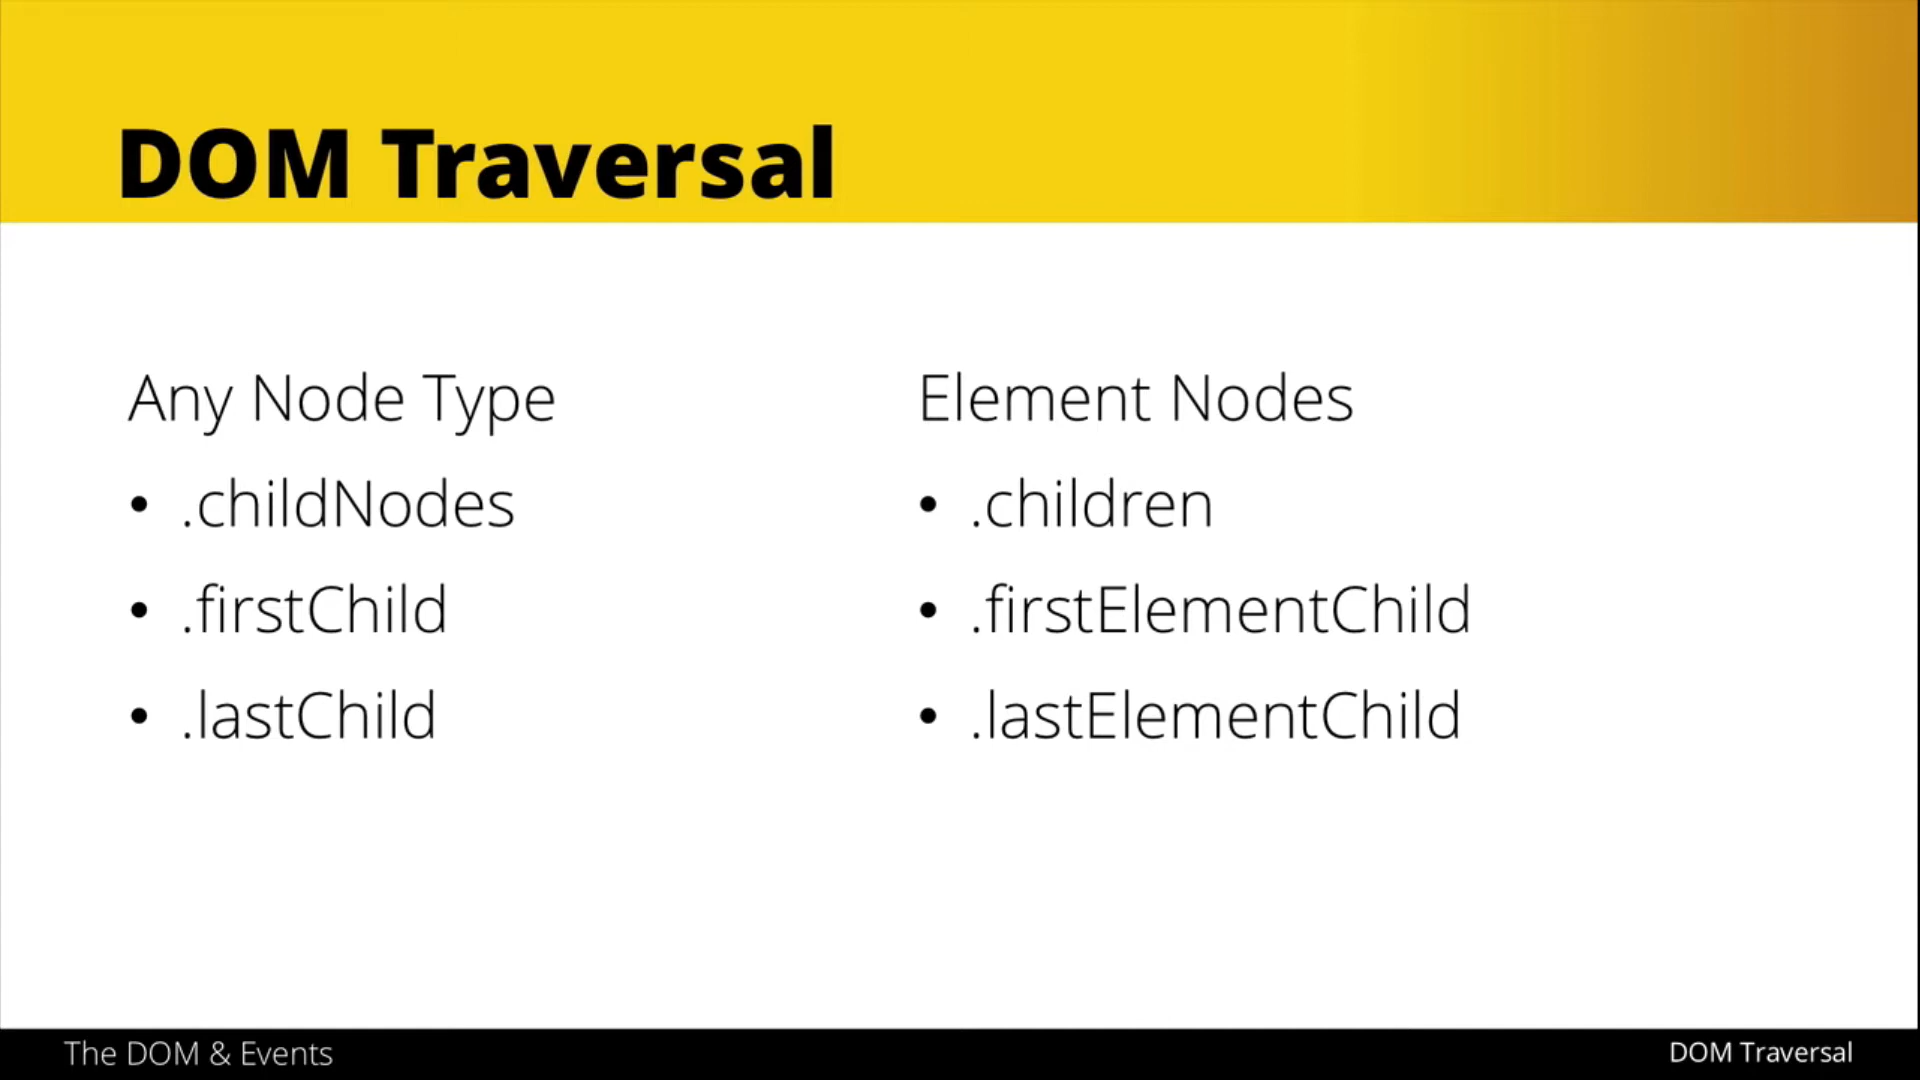 DOM Traversal
Any Node Type
• .childNodes
• .firstChild
• .lastChild
Element Nodes
• .children
• .firstElementChild
• .lastElementChild
The DOM & Events
DOM Traversal